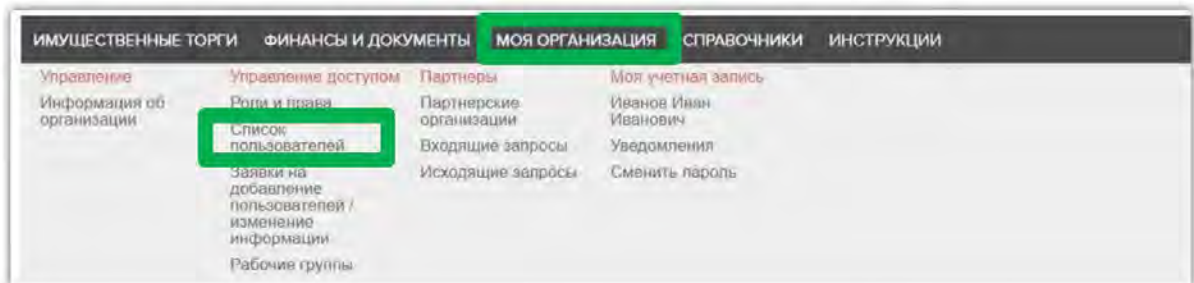 ИМУЩЕСТВЕННЫЕ ТОРГИ ФИНАНСЫ И ДОКУМЕНТЫ МОЯ ОРГАНИЗАЦИЯ СПРАВОЧНИКИ ИНСТРУКЦИИ
Управление
Информация об
организации
Управление доступом
Роли и права
Список
пользователей
Заявки на
добавление
пользователей /
изменение
информации
Рабочие группы
Партнеры
Партнерские
организации
Входящие запросы
Исходящие запросы
Моя учетная запись
Иванов Иван
Иванович
Уведомления
Сменить пароль